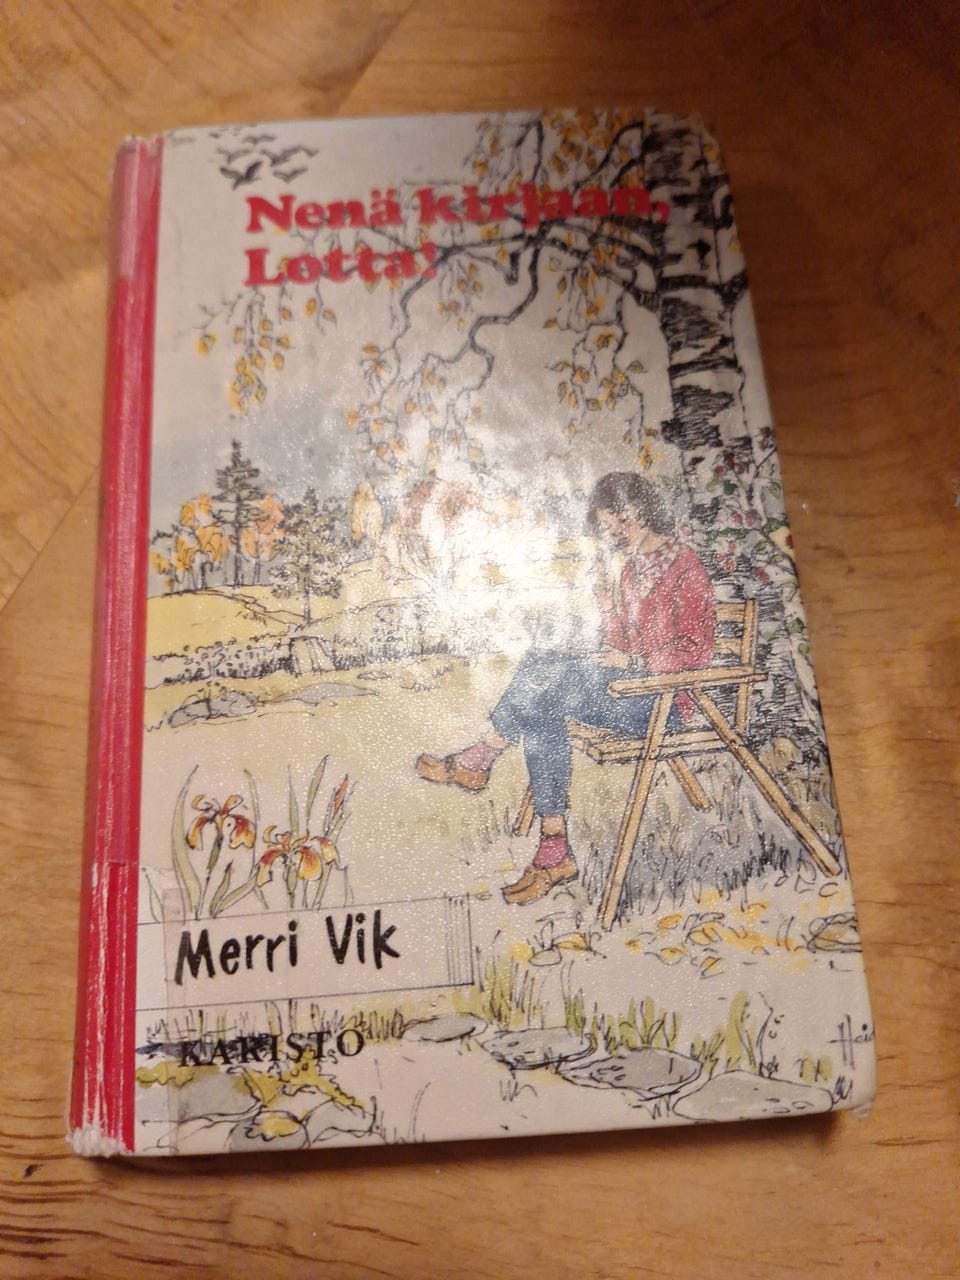 Nenä kirjaan,
Lotta!
Merri Vik
KARISTO